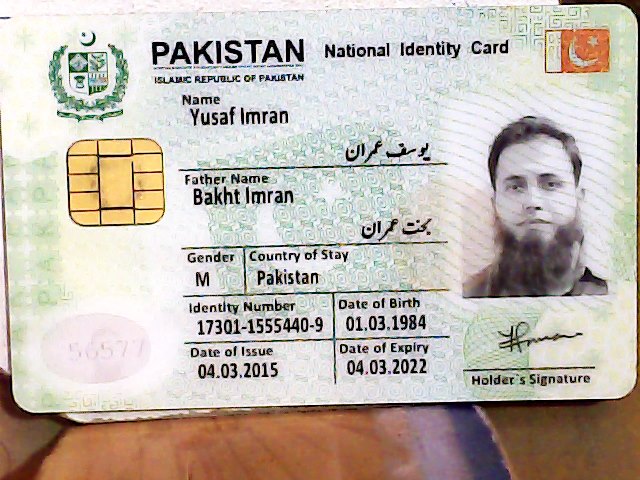 PAKISTAN National Identity Card
ISLAMIC REPUBLIC OF PAKISTAN
Name
Yusaf Imran
یوسف عمران
Father Name
Bakht Imran
بخت عمران
Gender Country of Stay
M Pakistan
Identity Number Date of Birth
17301-1555440-9 01.03.1984
Date of Issue Date of Expiry
04.03.2015 04.03.2022
Holder's Signature